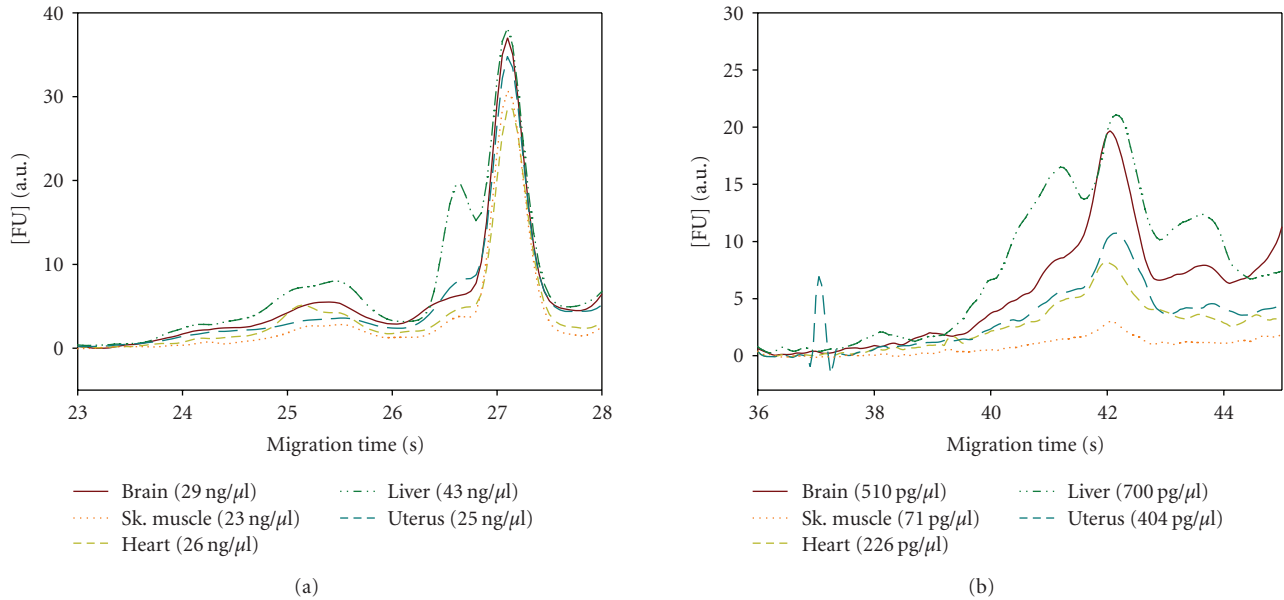 40
30
20
10
0
[FU] (a.u.)
23 24 25 26 27 28
Migration time (s)
Brain (29 ng/μl) Liver (43 ng/μl)
Sk. muscle (23 ng/μl) Uterus (25 ng/μl)
Heart (26 ng/μl)
(a)
30
25
20
15
10
5
0
[FU] (a.u.)
36 38 40 42 44
Migration time (s)
Brain (510 pg/μl) Liver (700 pg/μl)
Sk. muscle (71 pg/μl) Uterus (404 pg/μl)
Heart (226 pg/μl)
(b)